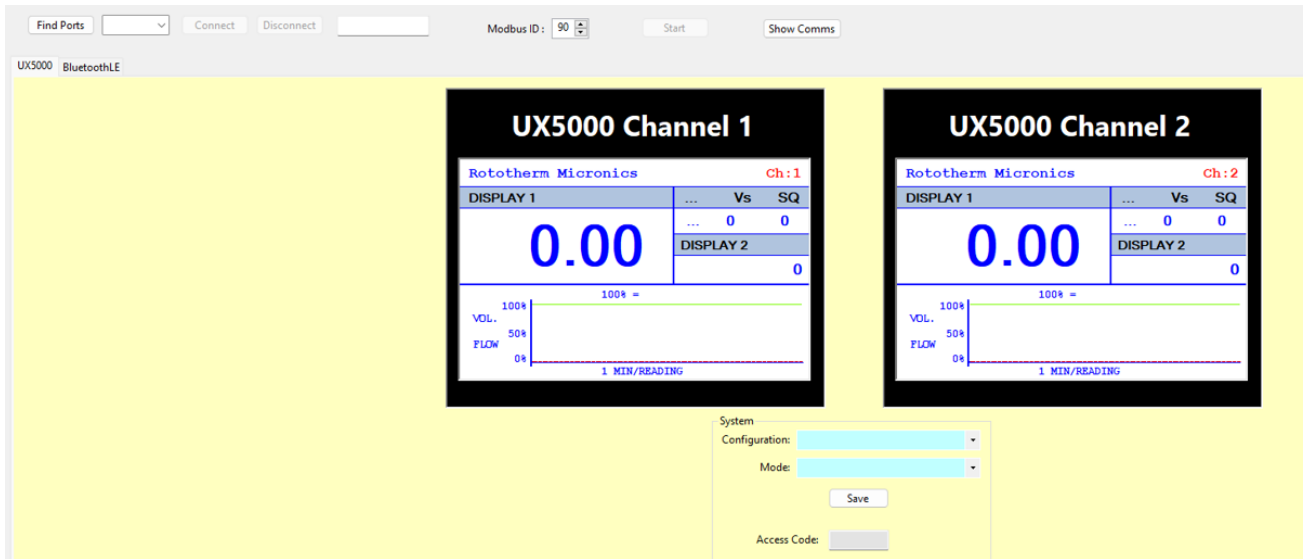 Find Ports Connect Disconnect Modbus ID : 90 Start Show Comms
UX5000 BluetoothLE
UX5000 Channel 1
Rototherm Micronics Ch:1
DISPLAY 1 ... Vs SQ
0.00 ... 0 0
DISPLAY 2
0
100% =
100%
VOL.
50%
FLOW
0%
1 MIN/READING
UX5000 Channel 2
Rototherm Micronics Ch:2
DISPLAY 1 ... Vs SQ
0.00 ... 0 0
DISPLAY 2
0
100% =
100%
VOL.
50%
FLOW
0%
1 MIN/READING
System
Configuration:
Mode:
Save
Access Code: